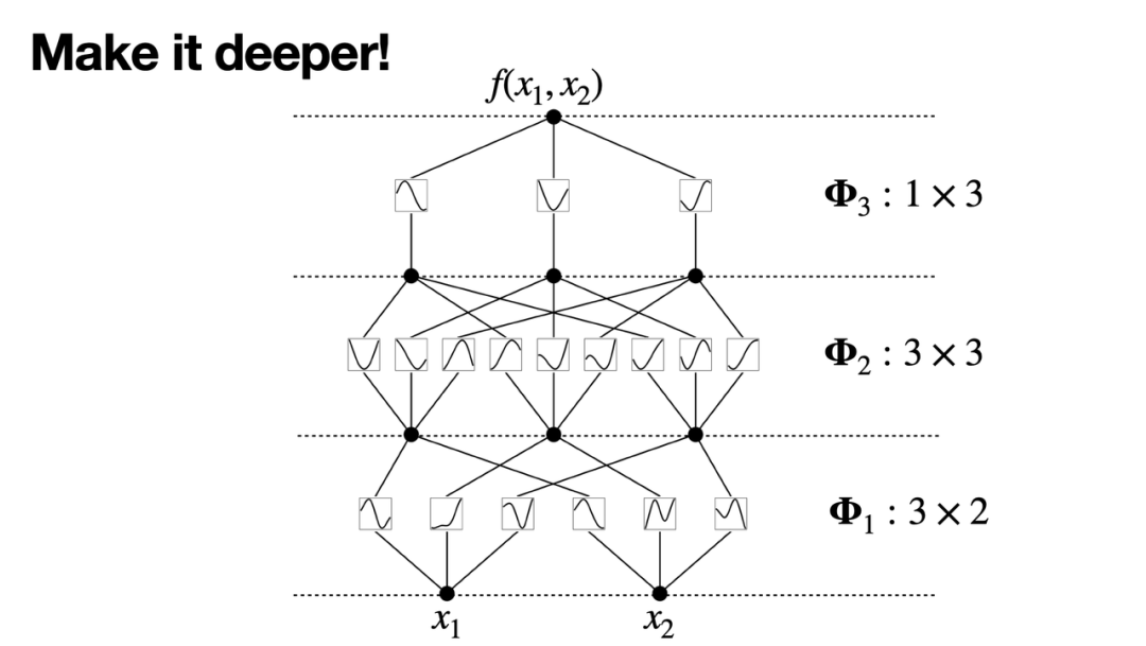 Make it deeper!
f(x₁, x₂)
Φ₃ : 1 × 3
Φ₂ : 3 × 3
Φ₁ : 3 × 2
x₁ x₂